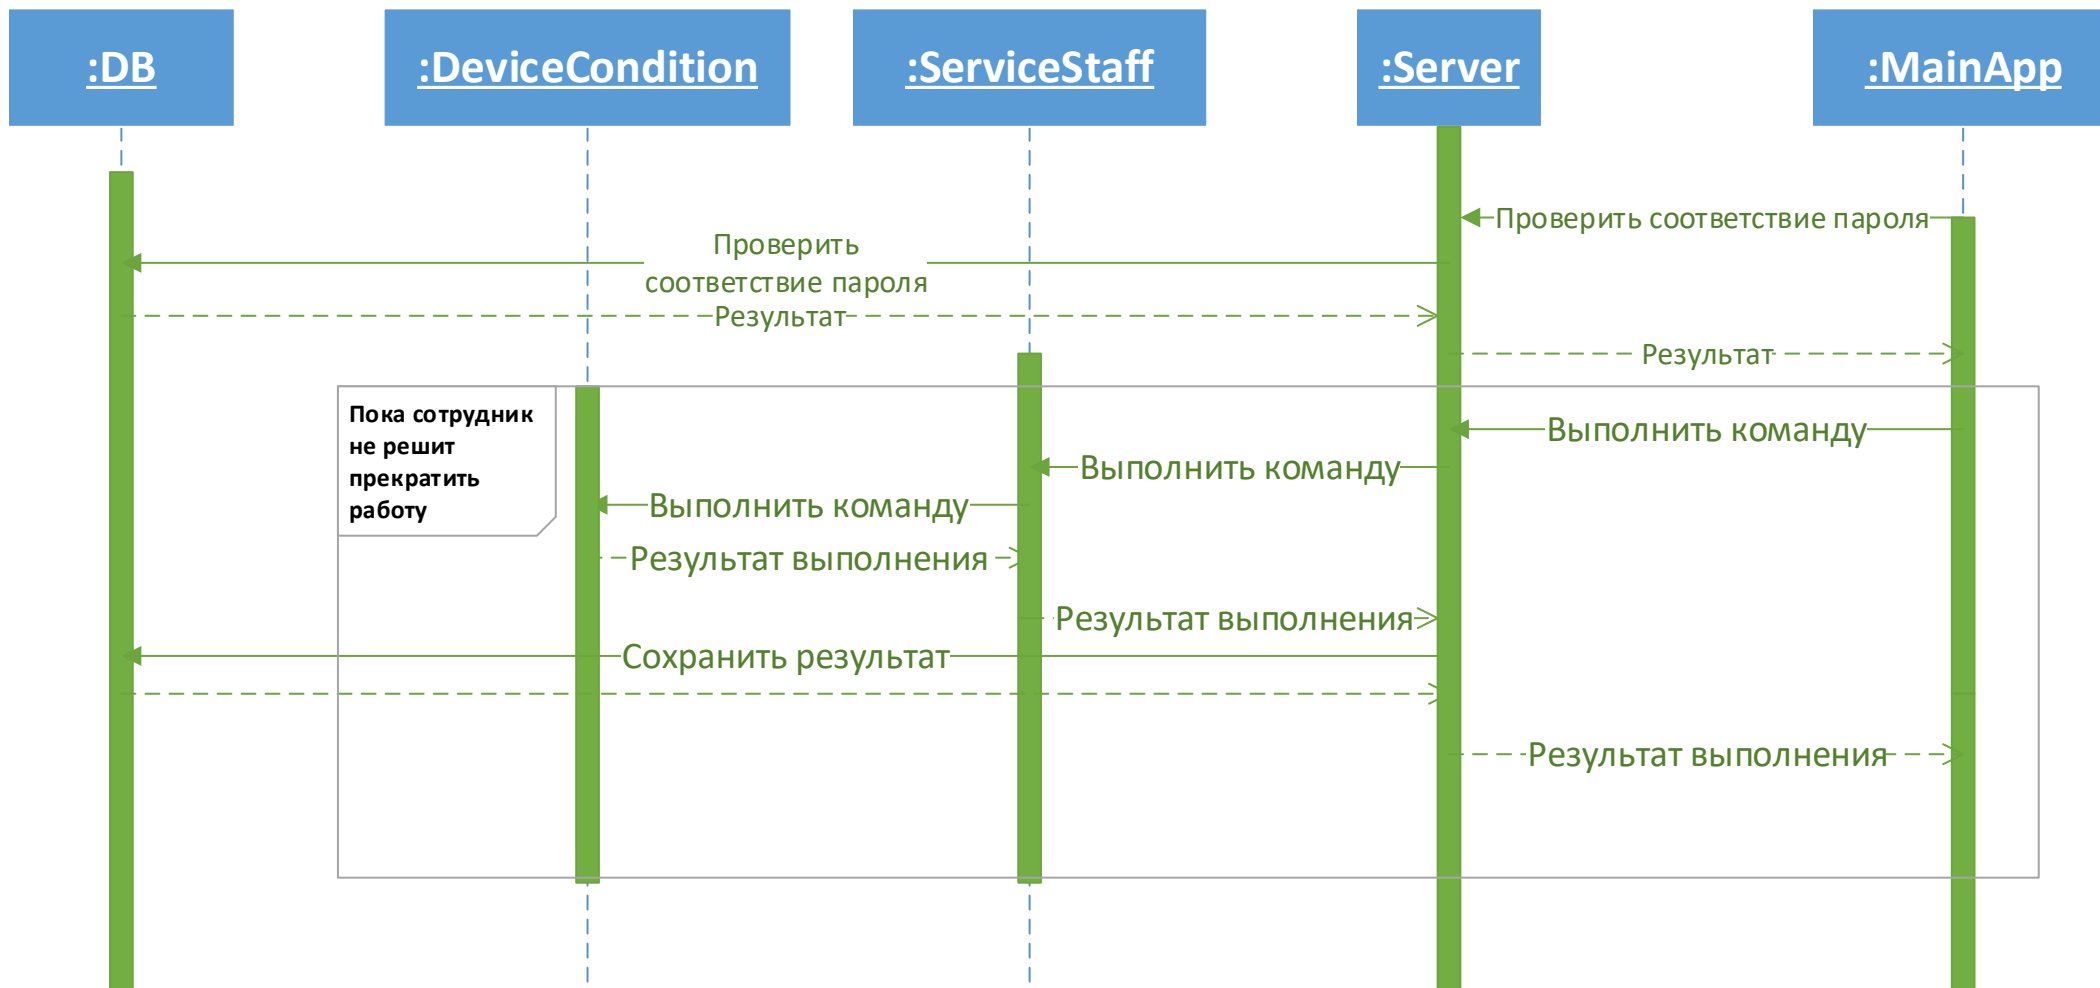 :DB
:DeviceCondition
:ServiceStaff
:Server
:MainApp
Проверить соответствие пароля
Проверить
соответствие пароля
Результат
Результат
Пока сотрудник
не решит
прекратить
работу
Выполнить команду
Выполнить команду
Выполнить команду
Результат выполнения
Результат выполнения
Сохранить результат
Результат выполнения